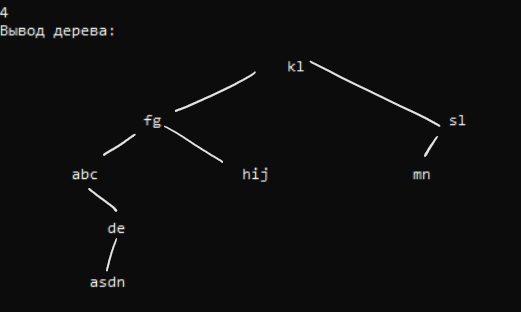 4
Вывод дерева:
kl
fg sl
abc hij mn
de
asdn